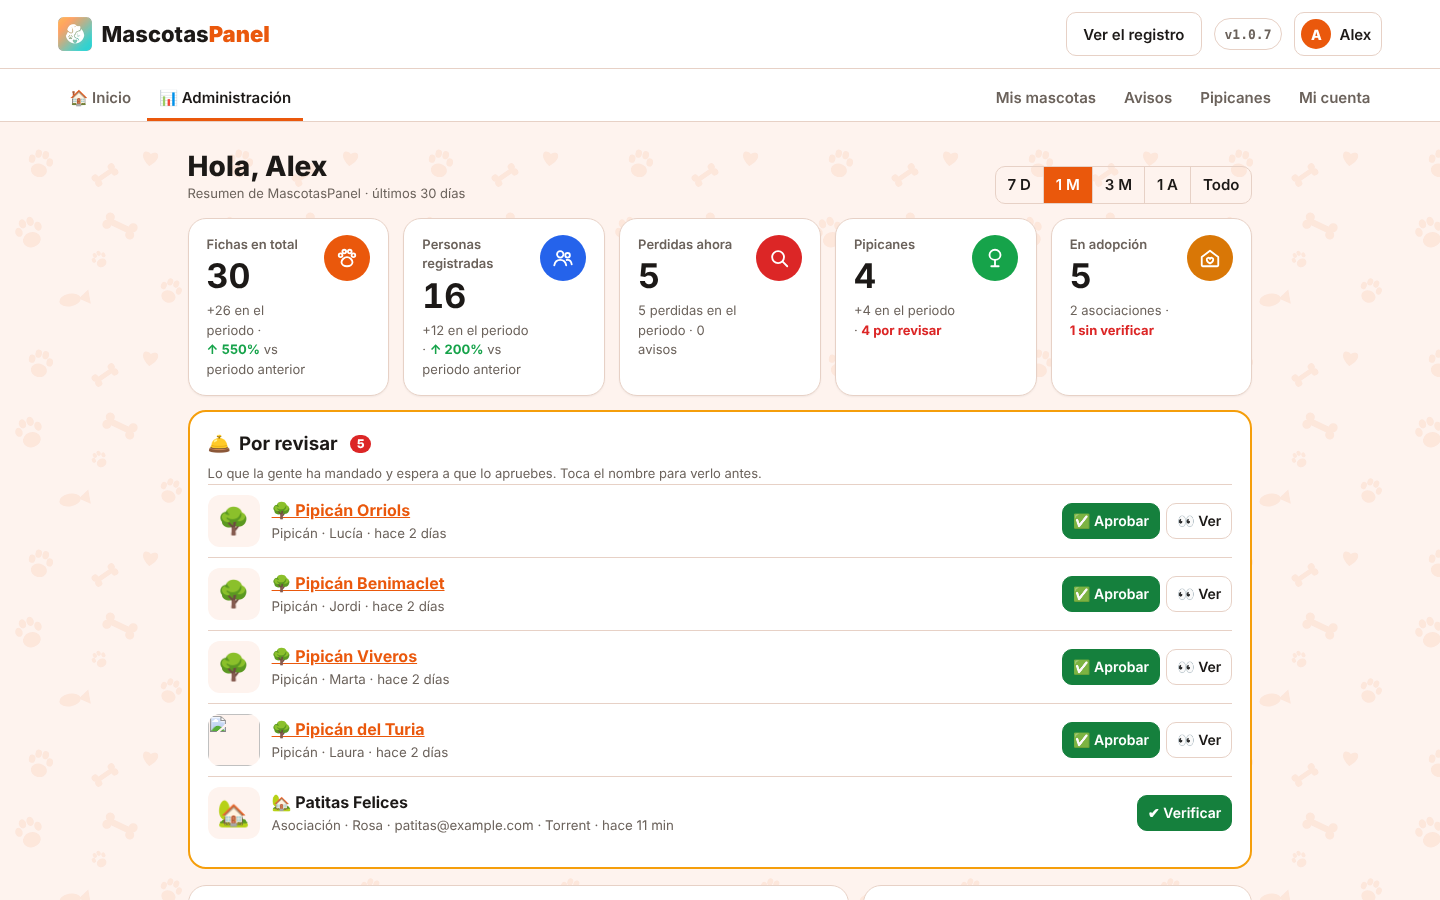 MascotasPanel
Ver el registro
v1.0.7
A
Alex
🏠 Inicio
📊 Administración
Mis mascotas
Avisos
Pipicanes
Mi cuenta
Hola, Alex
Resumen de MascotasPanel · últimos 30 días
7 D
1 M
3 M
1 A
Todo
Fichas en total
30
+26 en el
periodo ·
↑ 550% vs
periodo anterior
Personas
registradas
16
+12 en el periodo
· ↑ 200% vs
periodo anterior
Perdidas ahora
5
5 perdidas en el
periodo · 0
avisos
Pipicanes
4
+4 en el periodo
· 4 por revisar
En adopción
5
2 asociaciones ·
1 sin verificar
🛎️ Por revisar 5
Lo que la gente ha mandado y espera a que lo apruebes. Toca el nombre para verlo antes.
🌳 Pipicán Orriols
Pipicán · Lucía · hace 2 días
✅ Aprobar
👀 Ver
🌳 Pipicán Benimaclet
Pipicán · Jordi · hace 2 días
✅ Aprobar
👀 Ver
🌳 Pipicán Viveros
Pipicán · Marta · hace 2 días
✅ Aprobar
👀 Ver
🌳 Pipicán del Turia
Pipicán · Laura · hace 2 días
✅ Aprobar
👀 Ver
🏡 Patitas Felices
Asociación · Rosa · patitas@example.com · Torrent · hace 11 min
✔ Verificar